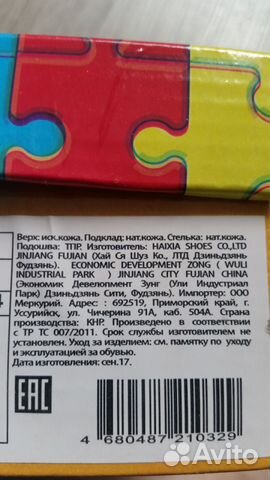 Верх: иск.кожа. Подклад: нат.кожа. Стелька: нат.кожа.
Подошва: ТПР. Изготовитель: HAIXIA SHOES CO.,LTD
JINJIANG FUJIAN (Хай Ся Шуз Ко., ЛТД Дзиньдзянь
Фудзянь). ECONOMIC DEVELOPMENT ZONG ( WULI
INDUSTRIAL PARK ) JINJIANG CITY FUJIAN CHINA
(Экономик Девелопмент Зунг (Ули Индустриал
Парк) Дзиньдзянь Сити, Фудзянь). Импортер: ООО
Меркурий. Адрес : 692519, Приморский край, г.
Уссурийск, ул. Чичерина 91А, каб. 504А. Страна
производства: КНР. Произведено в соответствии
с ТР ТС 007/2011. Срок службы изготовителем не
установлен. Уход за изделием: см. памятку по уходу
и эксплуатацией за обувью.
Дата изготовления: сен.17.
EAC
4 680487 210329
Avito